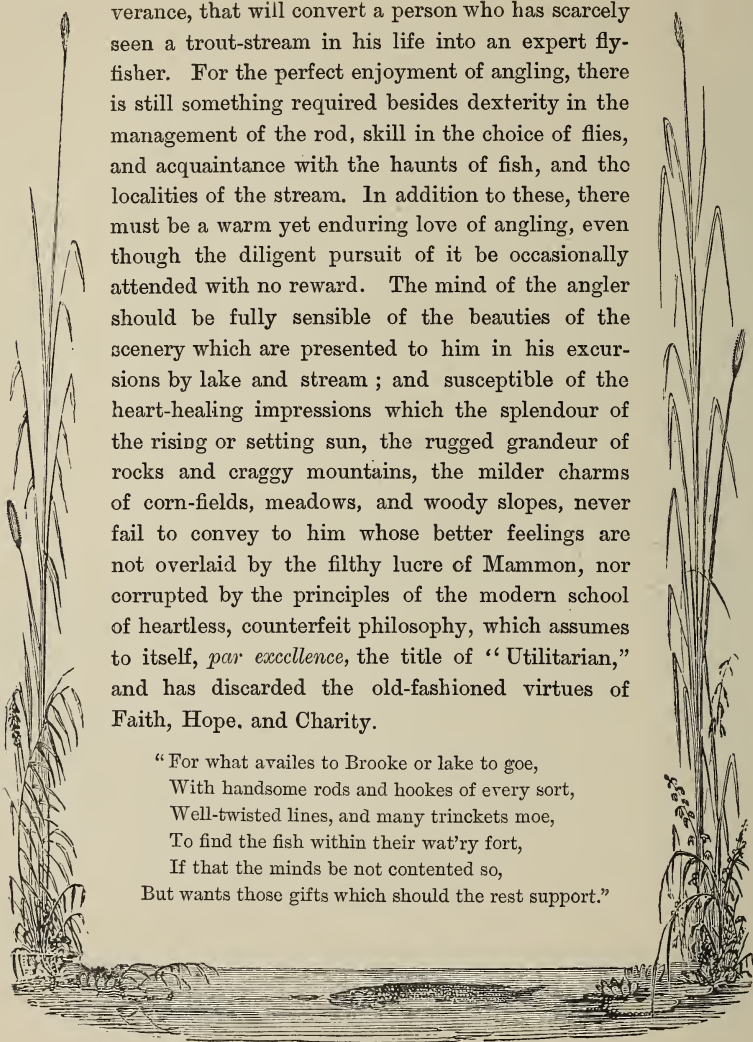 verance, that will convert a person who has scarcely
seen a trout-stream in his life into an expert fly-
fisher. For the perfect enjoyment of angling, there
is still something required besides dexterity in the
management of the rod, skill in the choice of flies,
and acquaintance with the haunts of fish, and the
localities of the stream. In addition to these, there
must be a warm yet enduring love of angling, even
though the diligent pursuit of it be occasionally
attended with no reward. The mind of the angler
should be fully sensible of the beauties of the
scenery which are presented to him in his excur-
sions by lake and stream ; and susceptible of the
heart-healing impressions which the splendour of
the rising or setting sun, the rugged grandeur of
rocks and craggy mountains, the milder charms
of corn-fields, meadows, and woody slopes, never
fail to convey to him whose better feelings are
not overlaid by the filthy lucre of Mammon, nor
corrupted by the principles of the modern school
of heartless, counterfeit philosophy, which assumes
to itself, par excellence, the title of “ Utilitarian,”
and has discarded the old-fashioned virtues of
Faith, Hope. and Charity.
“ For what availes to Brooke or lake to goe,
With handsome rods and hookes of every sort,
Well-twisted lines, and many trinckets moe,
To find the fish within their wat'ry fort,
If that the minds be not contented so,
But wants those gifts which should the rest support.”